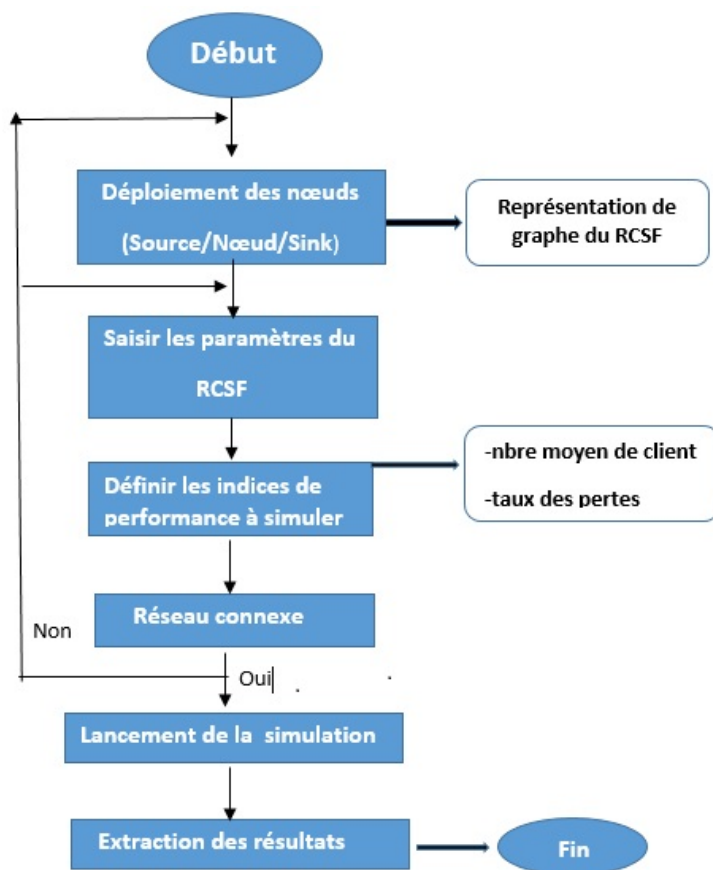 Début
Déploiement des nœuds
(Source/Nœud/Sink)
Représentation de
graphe du RCSF
Saisir les paramètres du
RCSF
-nbre moyen de client
-taux des pertes
Définir les indices de
performance à simuler
Réseau connexe
Non
Oui
Lancement de la simulation
Extraction des résultats
Fin